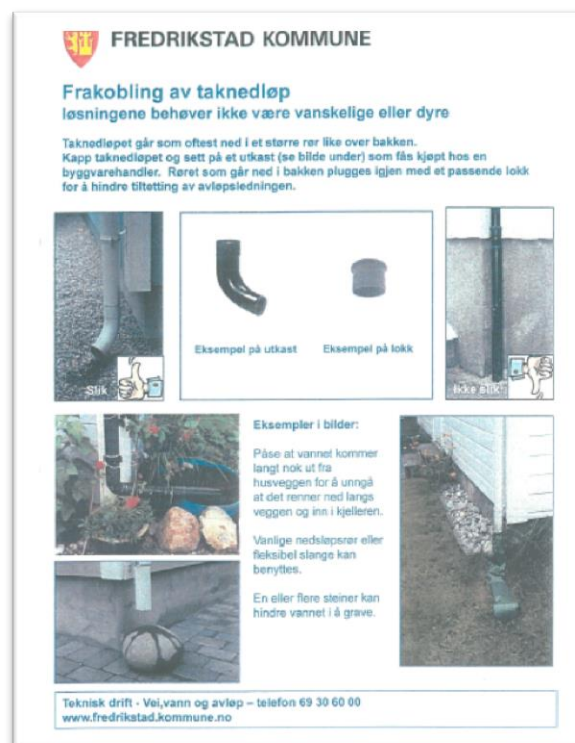 FREDRIKSTAD KOMMUNE
Frakobling av taknedløp
løsningene behøver ikke være vanskelige eller dyre
Taknedløpet går som oftest ned i et større rør like over bakken.
Kapp taknedløpet og sett på et utkast (se bilde under) som fås kjøpt hos en
byggvarehandler. Røret som går ned i bakken plugges igjen med et passende lokk
for å hindre tiltetting av avløpsledningen.
Eksempel på utkast
Eksempel på lokk
Slik
Ikke slik
Eksempler i bilder:
Påse at vannet kommer
langt nok ut fra
husveggen for å unngå
at det renner ned langs
veggen og inn i kjelleren.
Vanlige nedsløpsrør eller
fleksibel slange kan
benyttes.
En eller flere steiner kan
hindre vannet i å grave.
Teknisk drift - Vei,vann og avløp – telefon 69 30 60 00
www.fredrikstad.kommune.no